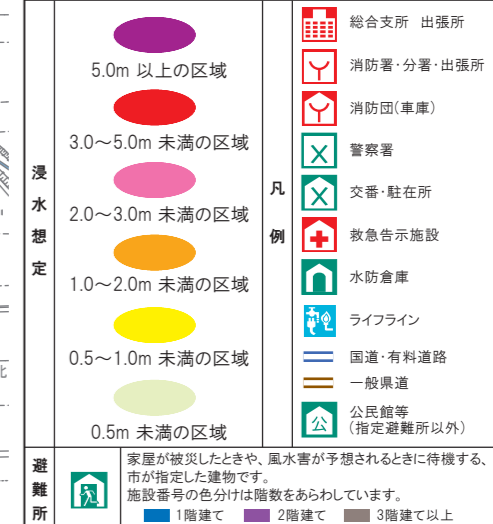 浸水想定
5.0m 以上の区域
3.0～5.0m 未満の区域
2.0～3.0m 未満の区域
1.0～2.0m 未満の区域
0.5～1.0m 未満の区域
0.5m 未満の区域
凡例
総合支所 出張所
消防署・分署・出張所
消防団(車庫)
警察署
交番・駐在所
救急告示施設
水防倉庫
ライフライン
国道・有料道路
一般県道
公
公民館等
(指定避難所以外)
避難所
家屋が被災したときや、風水害が予想されるときに待機する、
市が指定した建物です。
施設番号の色分けは階数をあらわしています。
1階建て 2階建て 3階建て以上